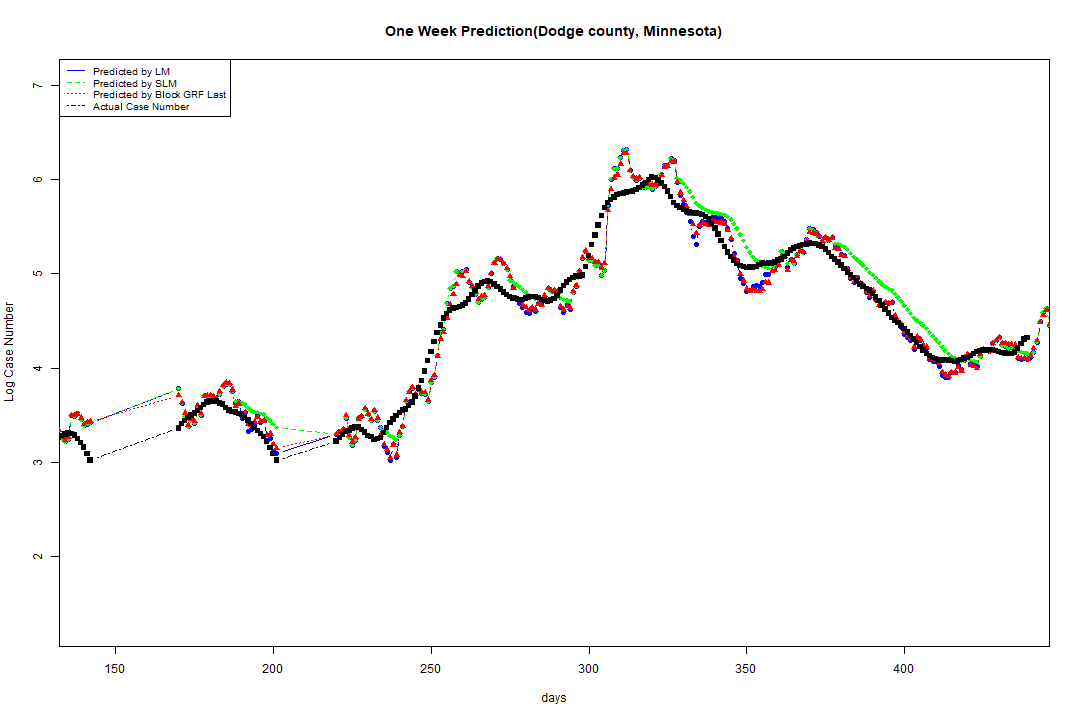 One Week Prediction(Dodge county, Minnesota)
Predicted by LM
Predicted by SLM
Predicted by Block GRF Last
Actual Case Number
7
6
5
4
3
2
Log Case Number
150
200
250
300
350
400
days